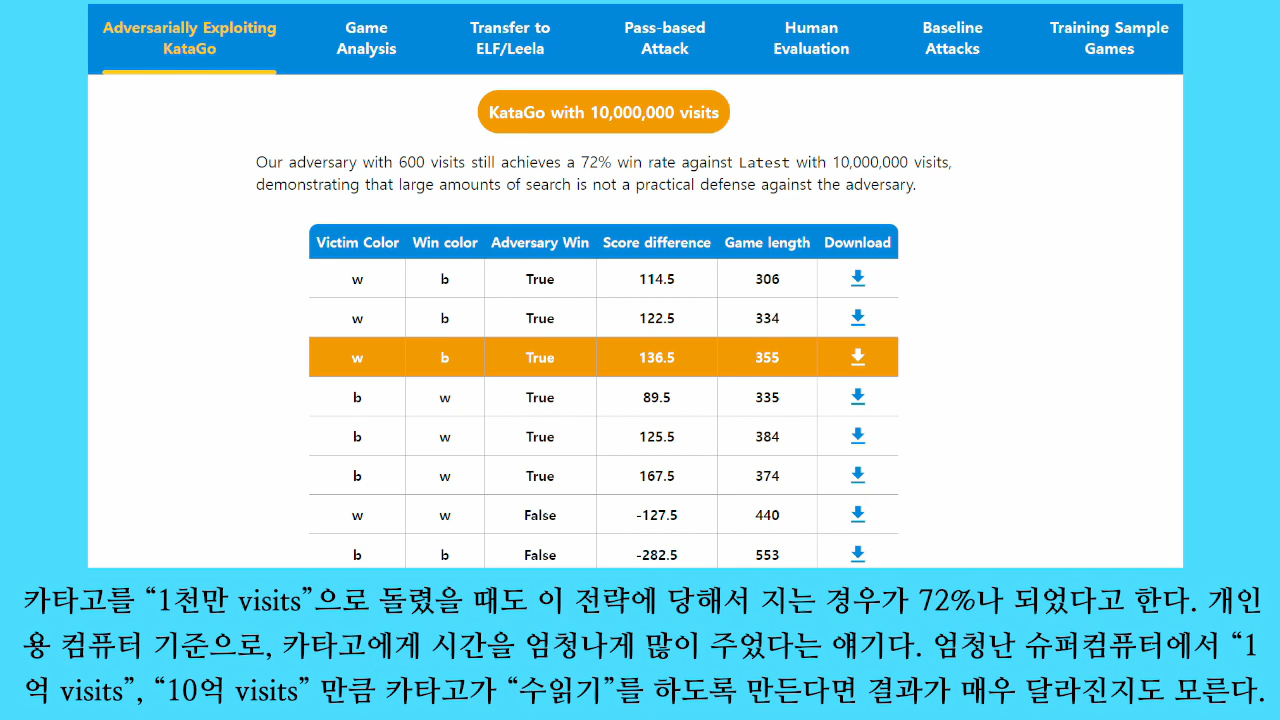 Adversarially Exploiting KataGo
Game Analysis
Transfer to ELF/Leela
Pass-based Attack
Human Evaluation
Baseline Attacks
Training Sample Games
KataGo with 10,000,000 visits
Our adversary with 600 visits still achieves a 72% win rate against Latest with 10,000,000 visits,
demonstrating that large amounts of search is not a practical defense against the adversary.
Victim Color Win color Adversary Win Score difference Game length Download
w b True 114.5 306
w b True 122.5 334
w b True 136.5 355
b w True 89.5 335
b w True 125.5 384
b w True 167.5 374
w w False -127.5 440
b b False -282.5 553
카타고를 “1천만 visits”으로 돌렸을 때도 이 전략에 당해서 지는 경우가 72%나 되었다고 한다. 개인
용 컴퓨터 기준으로, 카타고에게 시간을 엄청나게 많이 주었다는 얘기다. 엄청난 슈퍼컴퓨터에서 “1
억 visits”, “10억 visits” 만큼 카타고가 “수읽기”를 하도록 만든다면 결과가 매우 달라진지도 모른다.